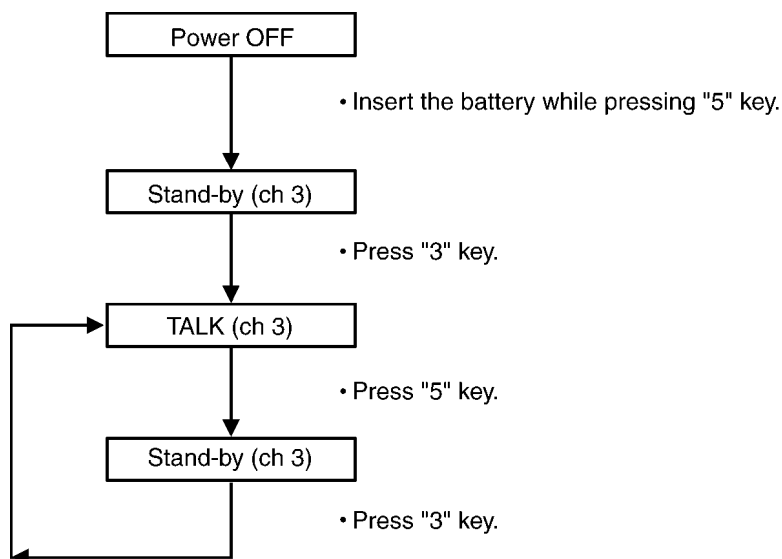 Power OFF
• Insert the battery while pressing "5" key.
Stand-by (ch 3)
• Press "3" key.
TALK (ch 3)
• Press "5" key.
Stand-by (ch 3)
• Press "3" key.